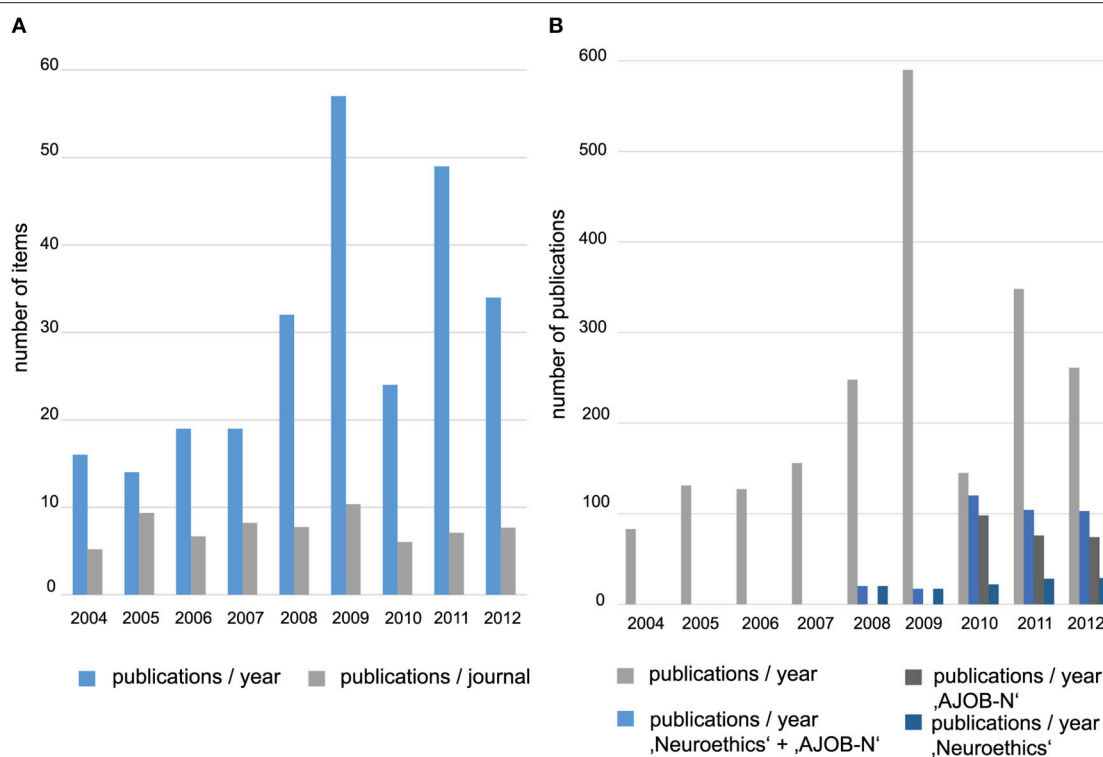 A
number of items
60
50
40
30
20
10
0
2004 2005 2006 2007 2008 2009 2010 2011 2012
publications / year
publications / journal
B
number of publications
600
500
400
300
200
100
0
2004 2005 2006 2007 2008 2009 2010 2011 2012
publications / year
publications / year
‚Neuroethics‘ + ‚AJOB-N‘
publications / year
‚AJOB-N‘
publications / year
‚Neuroethics‘